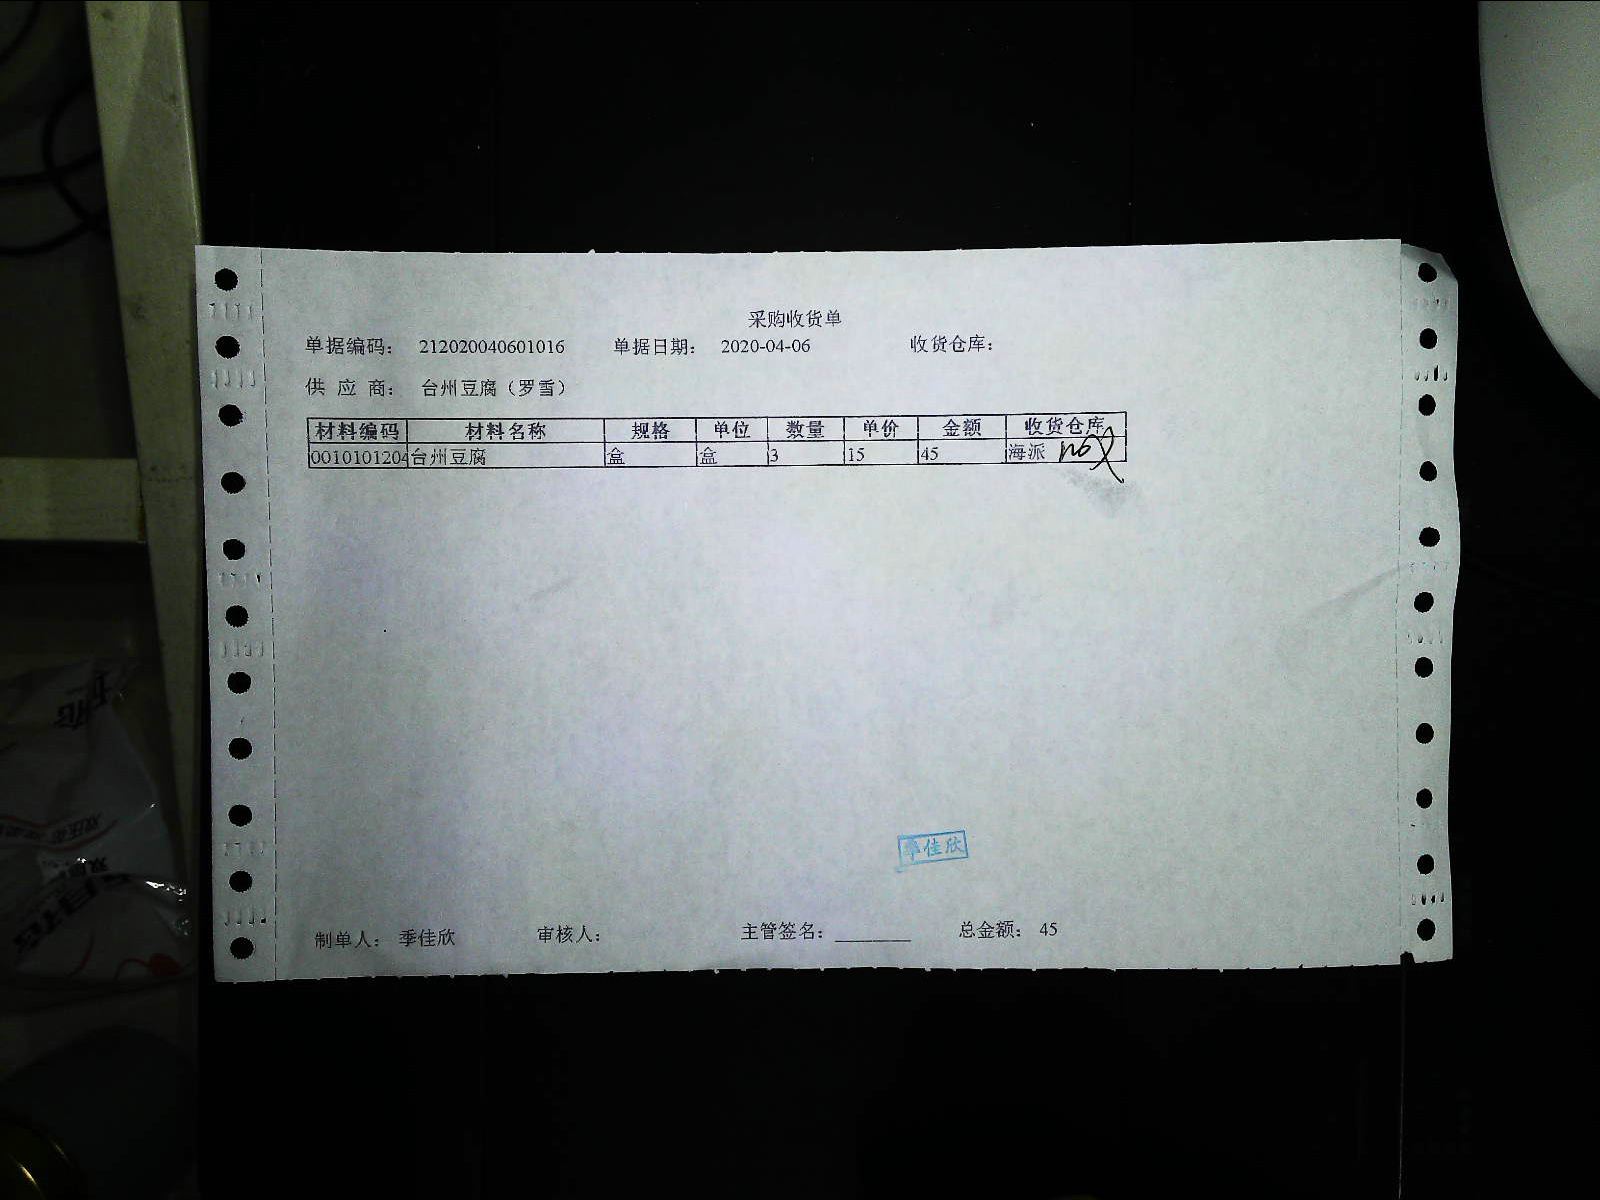 采购收货单
单据编码： 212020040601016 单据日期： 2020-04-06 收货仓库：
供 应 商： 台州豆腐（罗雪）
材料编码 材料名称 规格 单位 数量 单价 金额 收货仓库
0010101204 台州豆腐 盒 盒 3 15 45 海派
季佳欣
制单人： 季佳欣 审核人： 主管签名：________ 总金额： 45